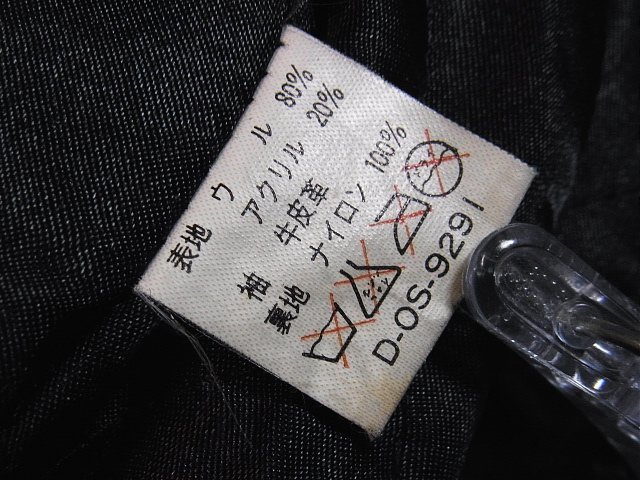 表地 ウール 80%
アクリル 20%
袖 牛皮革
裏地 ナイロン 100%
D-OS-9291